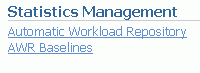 Statistics Management
Automatic Workload Repository
AWR Baselines